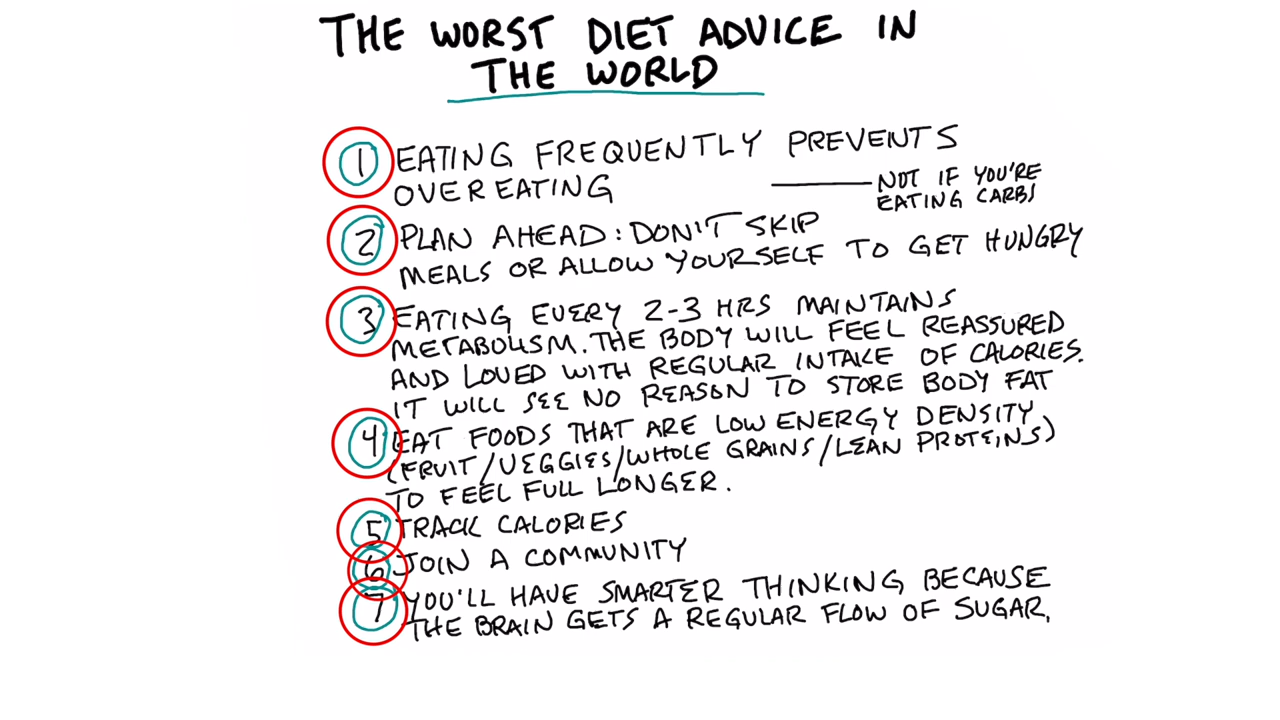 THE WORST DIET ADVICE IN
THE WORLD
1 EATING FREQUENTLY PREVENTS
OVEREATING
NOT IF YOU'RE
EATING CARBS
2 PLAN AHEAD: DON'T SKIP
MEALS OR ALLOW YOURSELF TO GET HUNGRY
3 EATING EVERY 2-3 HRS MAINTAINS
METABOLISM. THE BODY WILL FEEL REASSURED
AND LOVED WITH REGULAR INTAKE OF CALORIES.
IT WILL SEE NO REASON TO STORE BODY FAT
4 EAT FOODS THAT ARE LOW ENERGY DENSITY
(FRUIT/VEGGIES/WHOLE GRAINS/LEAN PROTEINS)
TO FEEL FULL LONGER.
5 TRACK CALORIES
6 JOIN A COMMUNITY
7 YOU'LL HAVE SMARTER THINKING BECAUSE
THE BRAIN GETS A REGULAR FLOW OF SUGAR.